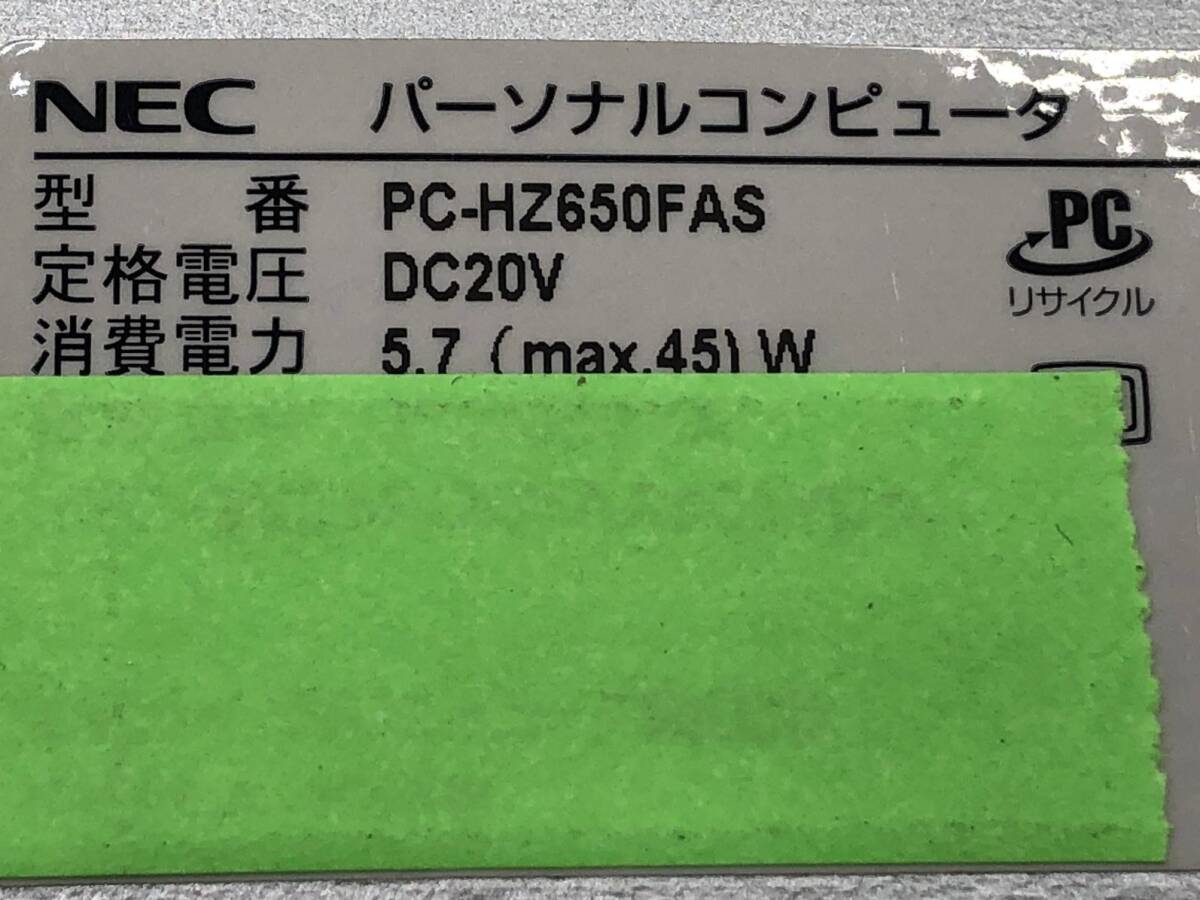 NEC パーソナルコンピュータ
型番 PC-HZ650FAS
定格電圧 DC20V
消費電力 5.7 (max.45) W
PC
リサイクル